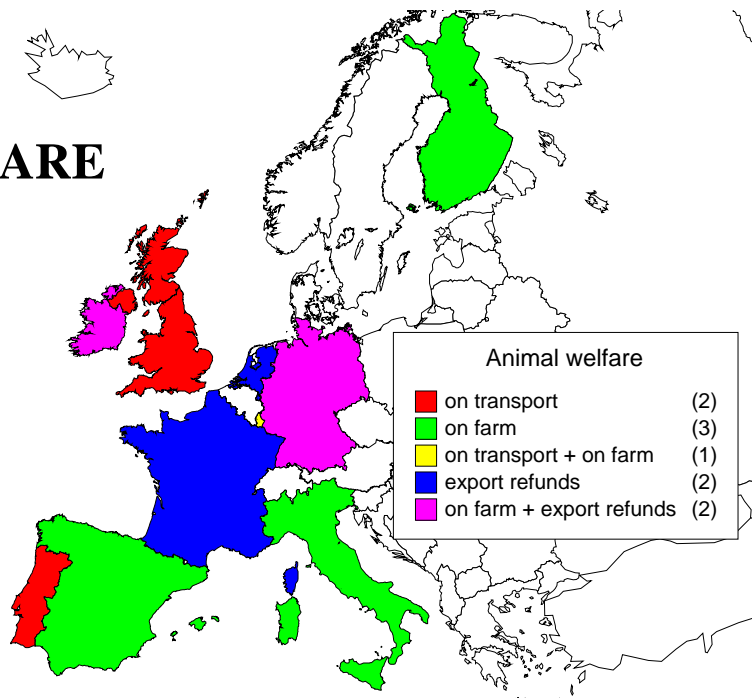 ARE
Animal welfare
on transport (2)
on farm (3)
on transport + on farm (1)
export refunds (2)
on farm + export refunds (2)